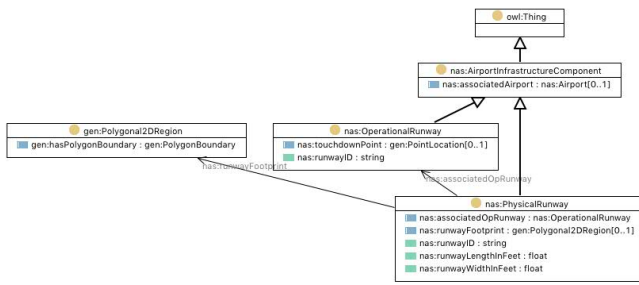 owl:Thing
nas:AirportInfrastructureComponent
nas:associatedAirport : nas:Airport[0..1]
gen:Polygonal2DRegion
gen:hasPolygonBoundary : gen:PolygonBoundary
nas:OperationalRunway
nas:touchdownPoint : gen:PointLocation[0..1]
nas:runwayID : string
nas:runwayFootprint
nas:associatedOpRunway
nas:PhysicalRunway
nas:associatedOpRunway : nas:OperationalRunway
nas:runwayFootprint : gen:Polygonal2DRegion[0..1]
nas:runwayID : string
nas:runwayLengthInFeet : float
nas:runwayWidthInFeet : float